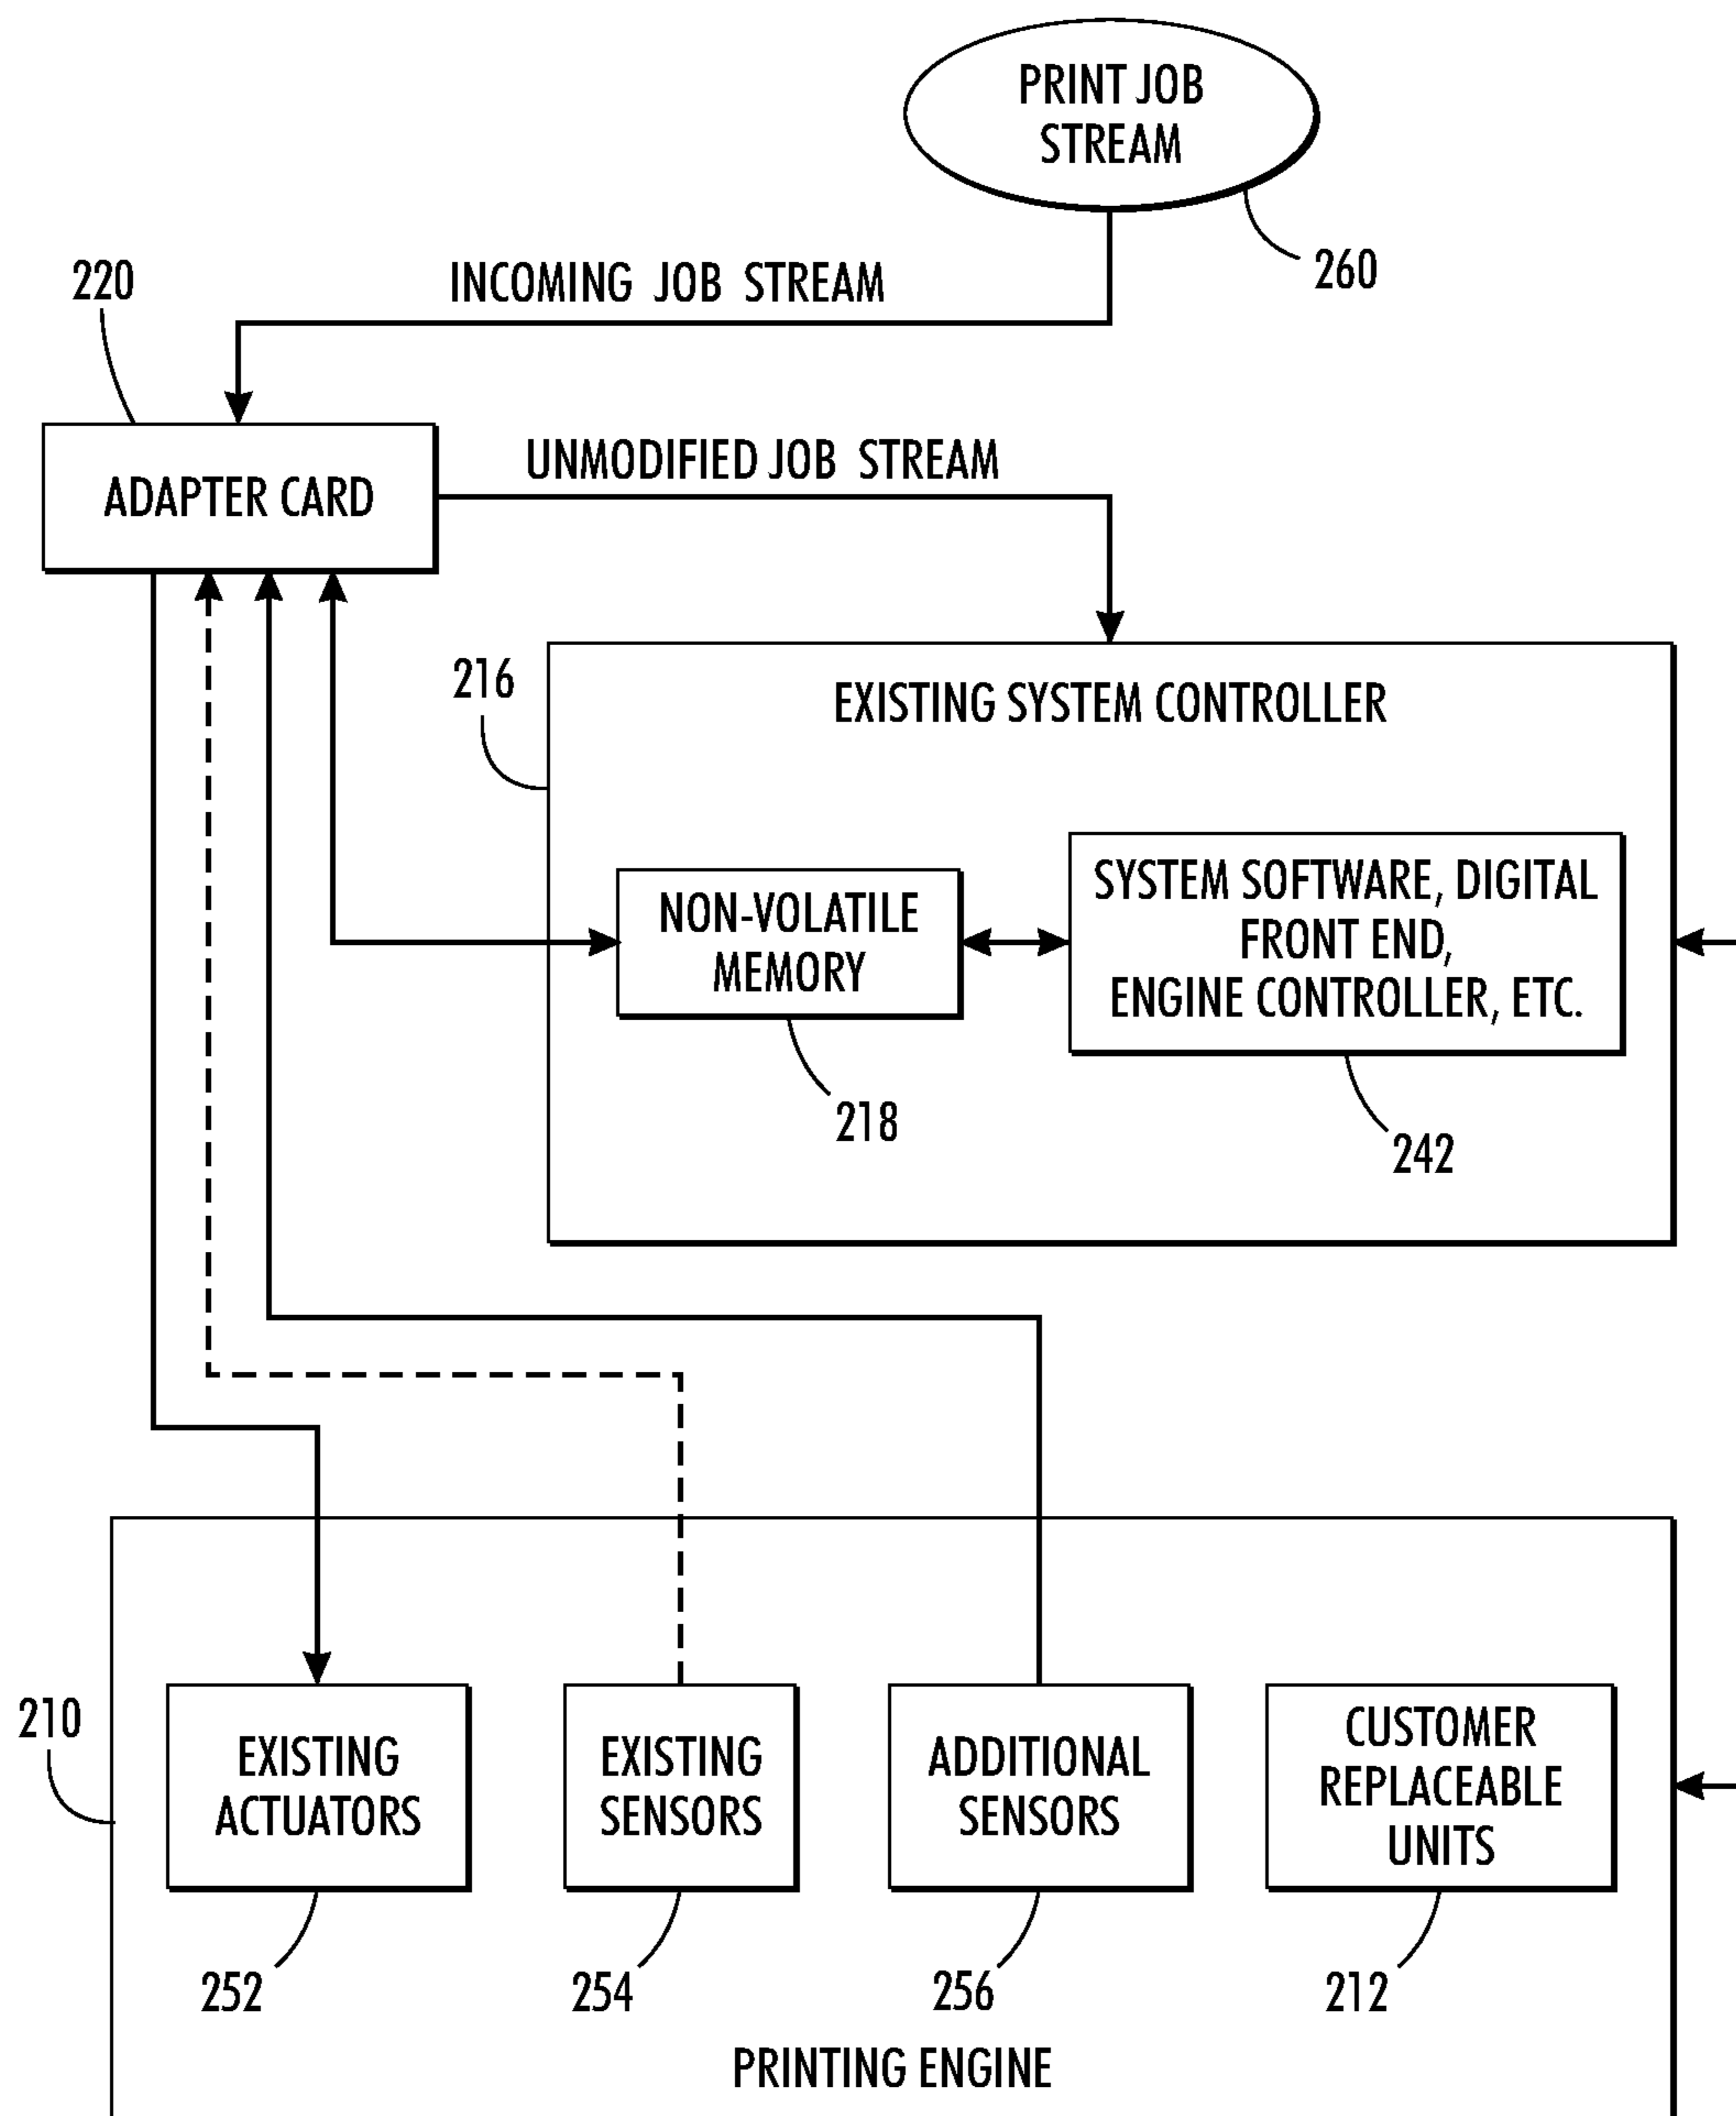 PRINT JOB
STREAM
260
INCOMING JOB STREAM
220
ADAPTER CARD
UNMODIFIED JOB STREAM
216
EXISTING SYSTEM CONTROLLER
NON-VOLATILE
MEMORY
218
SYSTEM SOFTWARE, DIGITAL
FRONT END,
ENGINE CONTROLLER, ETC.
242
210
EXISTING
ACTUATORS
252
EXISTING
SENSORS
254
ADDITIONAL
SENSORS
256
CUSTOMER
REPLACEABLE
UNITS
212
PRINTING ENGINE